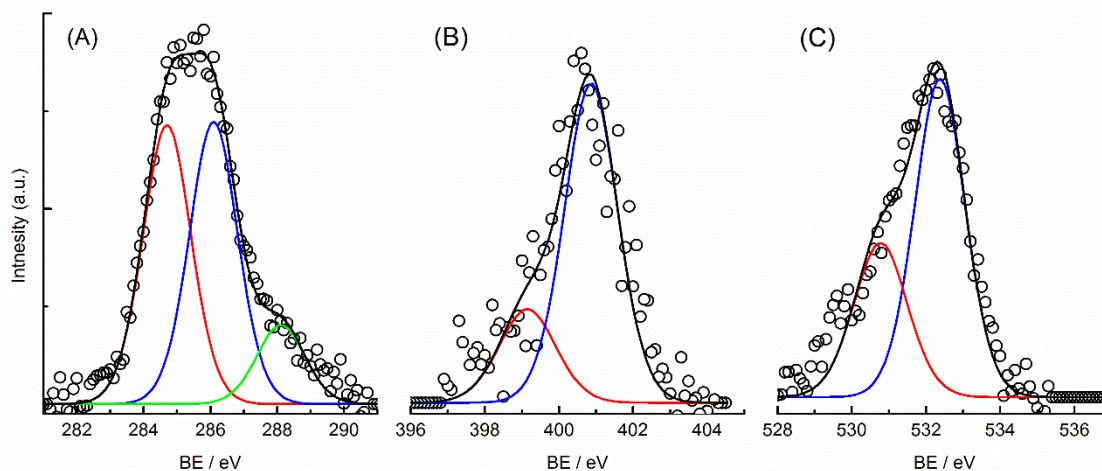 (A) (B) (C)
Intnesity (a.u.)
282 284 286 288 290 396 398 400 402 404 528 530 532 534 536
BE / eV BE / eV BE / eV